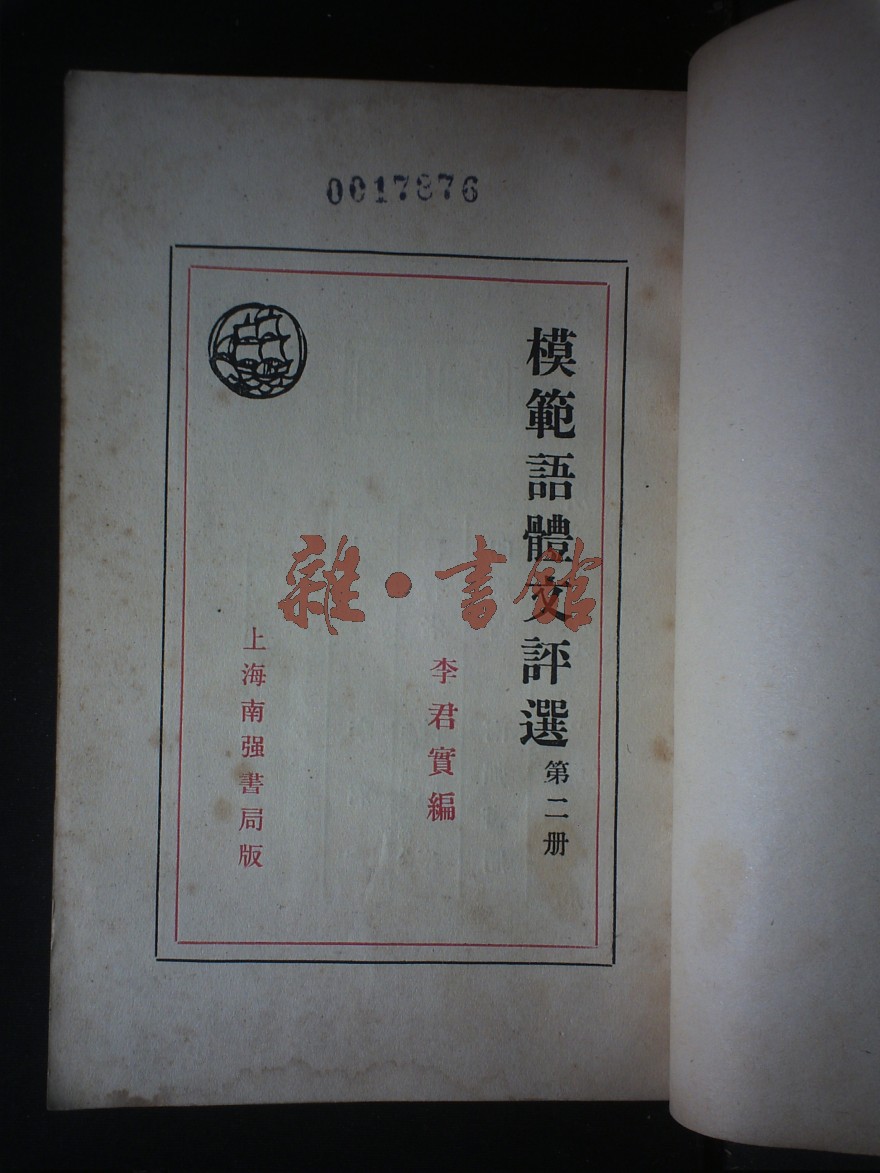 0017876
模範語體文評選 第二册
李君實編
上海南强書局版
雜·書館